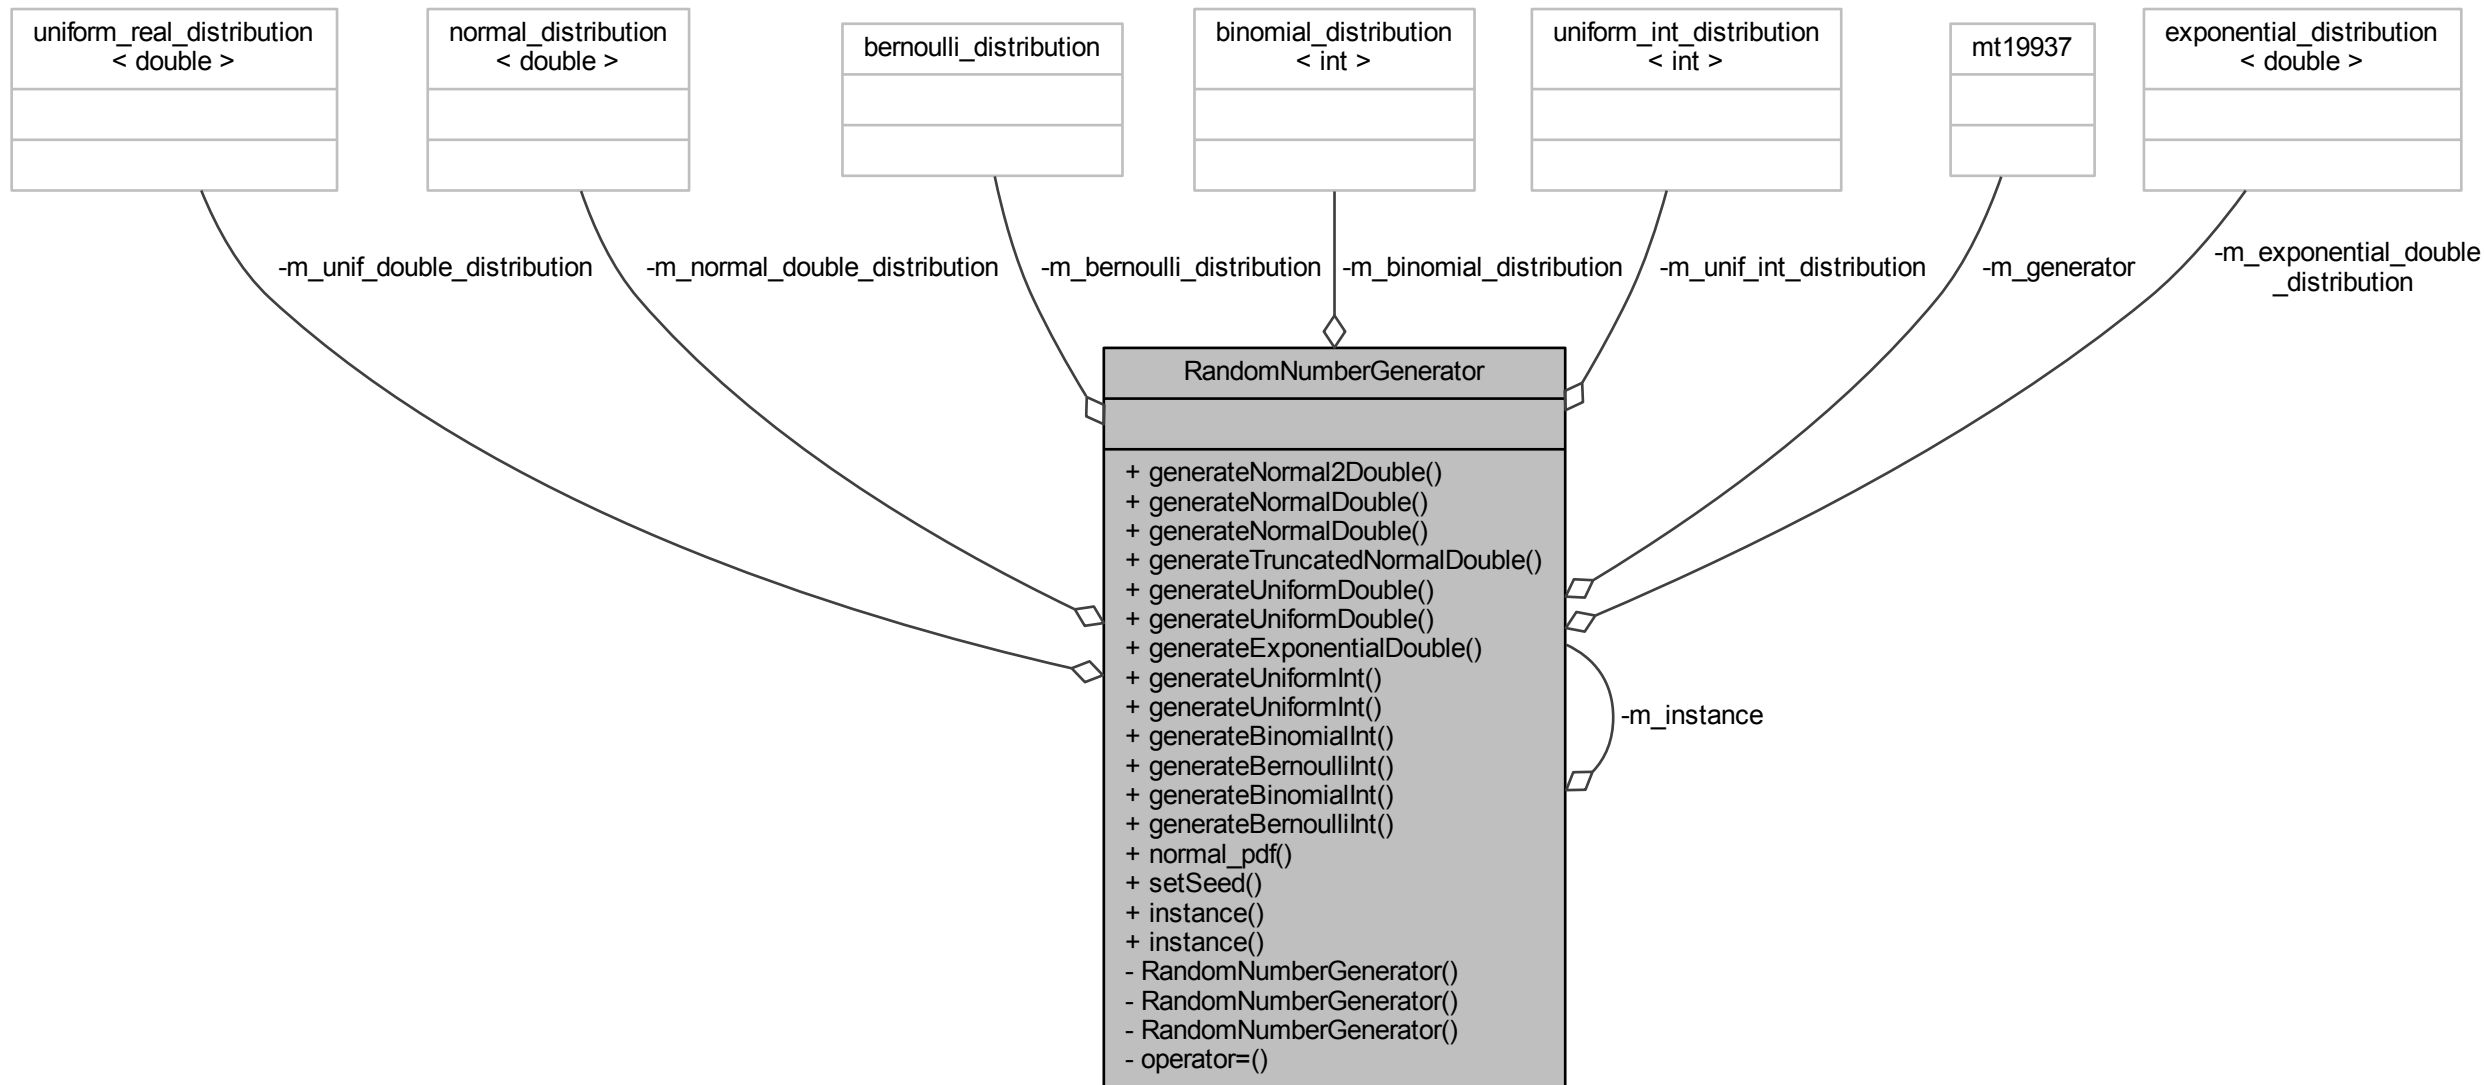 uniform_real_distribution
< double >
normal_distribution
< double >
bernoulli_distribution
binomial_distribution
< int >
uniform_int_distribution
< int >
mt19937
exponential_distribution
< double >
-m_unif_double_distribution
-m_normal_double_distribution
-m_bernoulli_distribution
-m_binomial_distribution
-m_unif_int_distribution
-m_generator
-m_exponential_double
_distribution
RandomNumberGenerator
+ generateNormal2Double()
+ generateNormalDouble()
+ generateNormalDouble()
+ generateTruncatedNormalDouble()
+ generateUniformDouble()
+ generateUniformDouble()
+ generateExponentialDouble()
+ generateUniformInt()
+ generateUniformInt()
+ generateBinomialInt()
+ generateBernoulliInt()
+ generateBinomialInt()
+ generateBernoulliInt()
+ normal_pdf()
+ setSeed()
+ instance()
+ instance()
- RandomNumberGenerator()
- RandomNumberGenerator()
- RandomNumberGenerator()
- operator=()
-m_instance